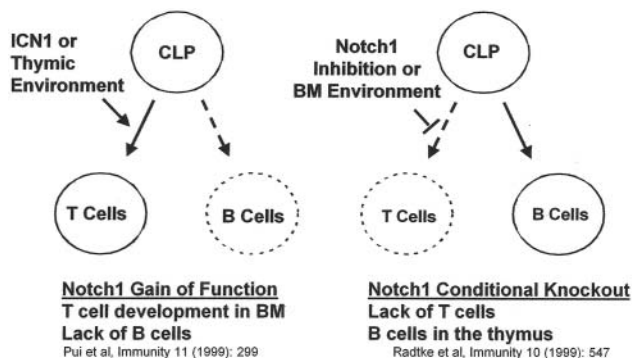 ICN1 or
Thymic
Environment
CLP
T Cells
B Cells
Notch1 Gain of Function
T cell development in BM
Lack of B cells
Pui et al, Immunity 11 (1999): 299
Notch1
Inhibition or
BM Environment
CLP
T Cells
B Cells
Notch1 Conditional Knockout
Lack of T cells
B cells in the thymus
Radtke et al, Immunity 10 (1999): 547